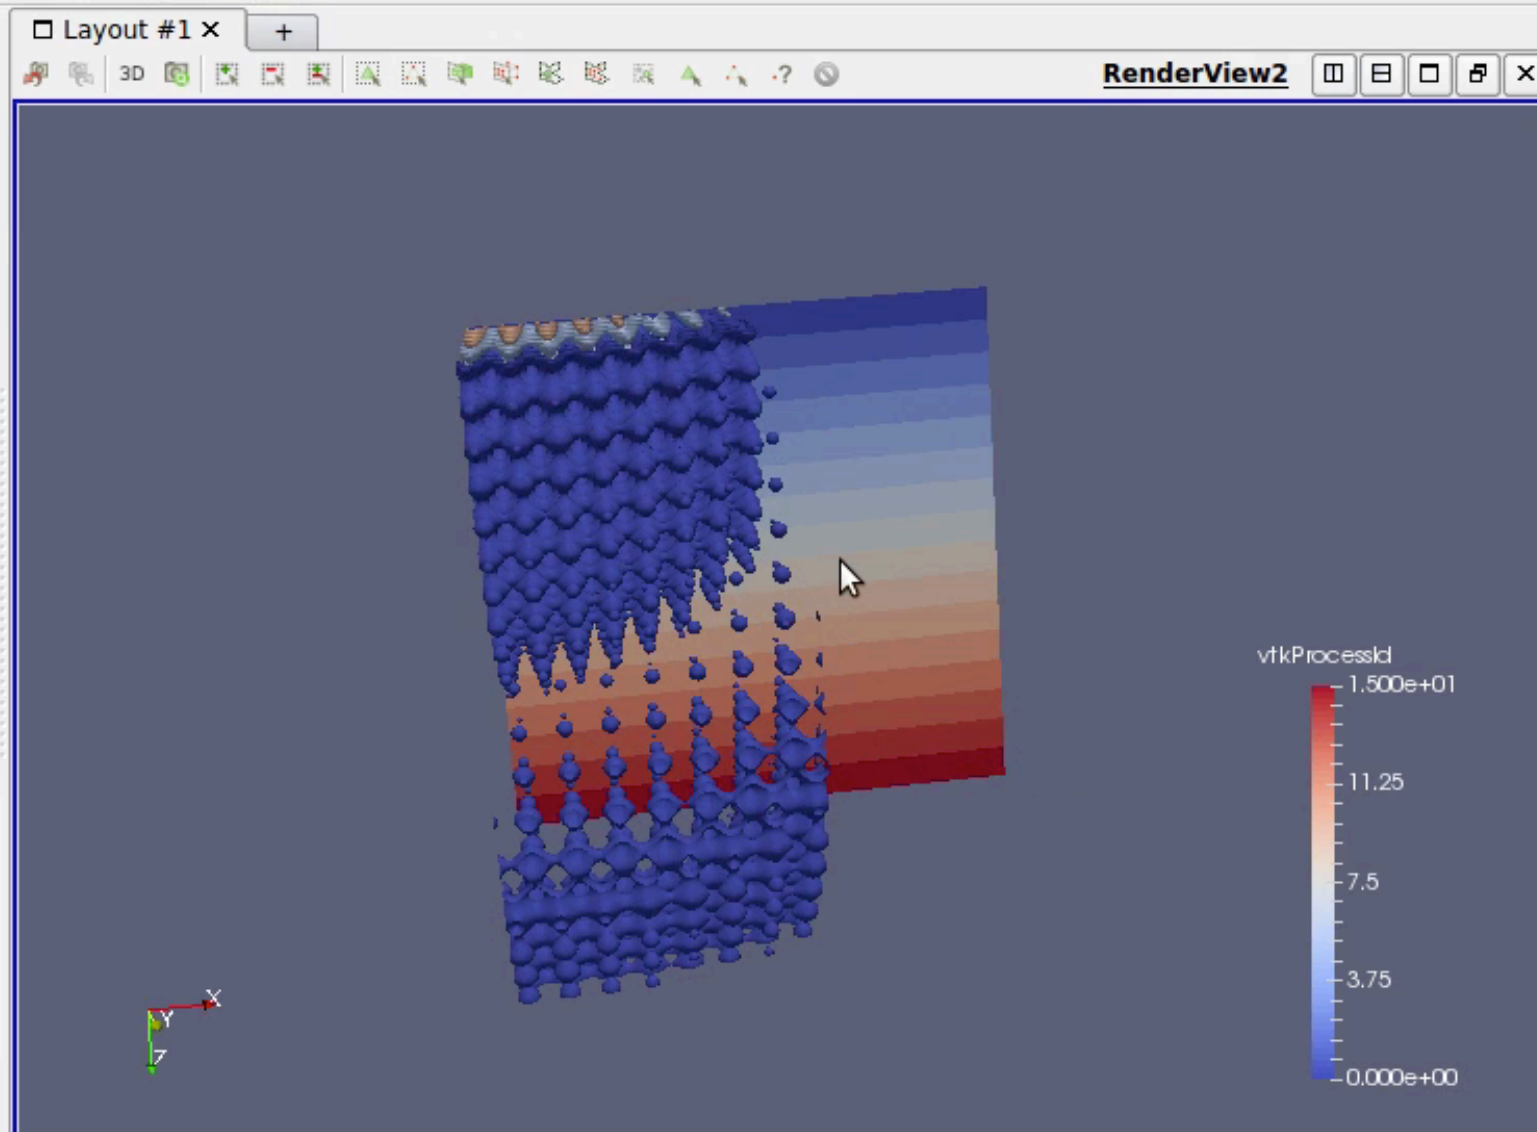 Layout #1
+
3D
?
RenderView2
vtkProcessId
1.500e+01
11.25
7.5
3.75
0.000e+00
X
Y
Z